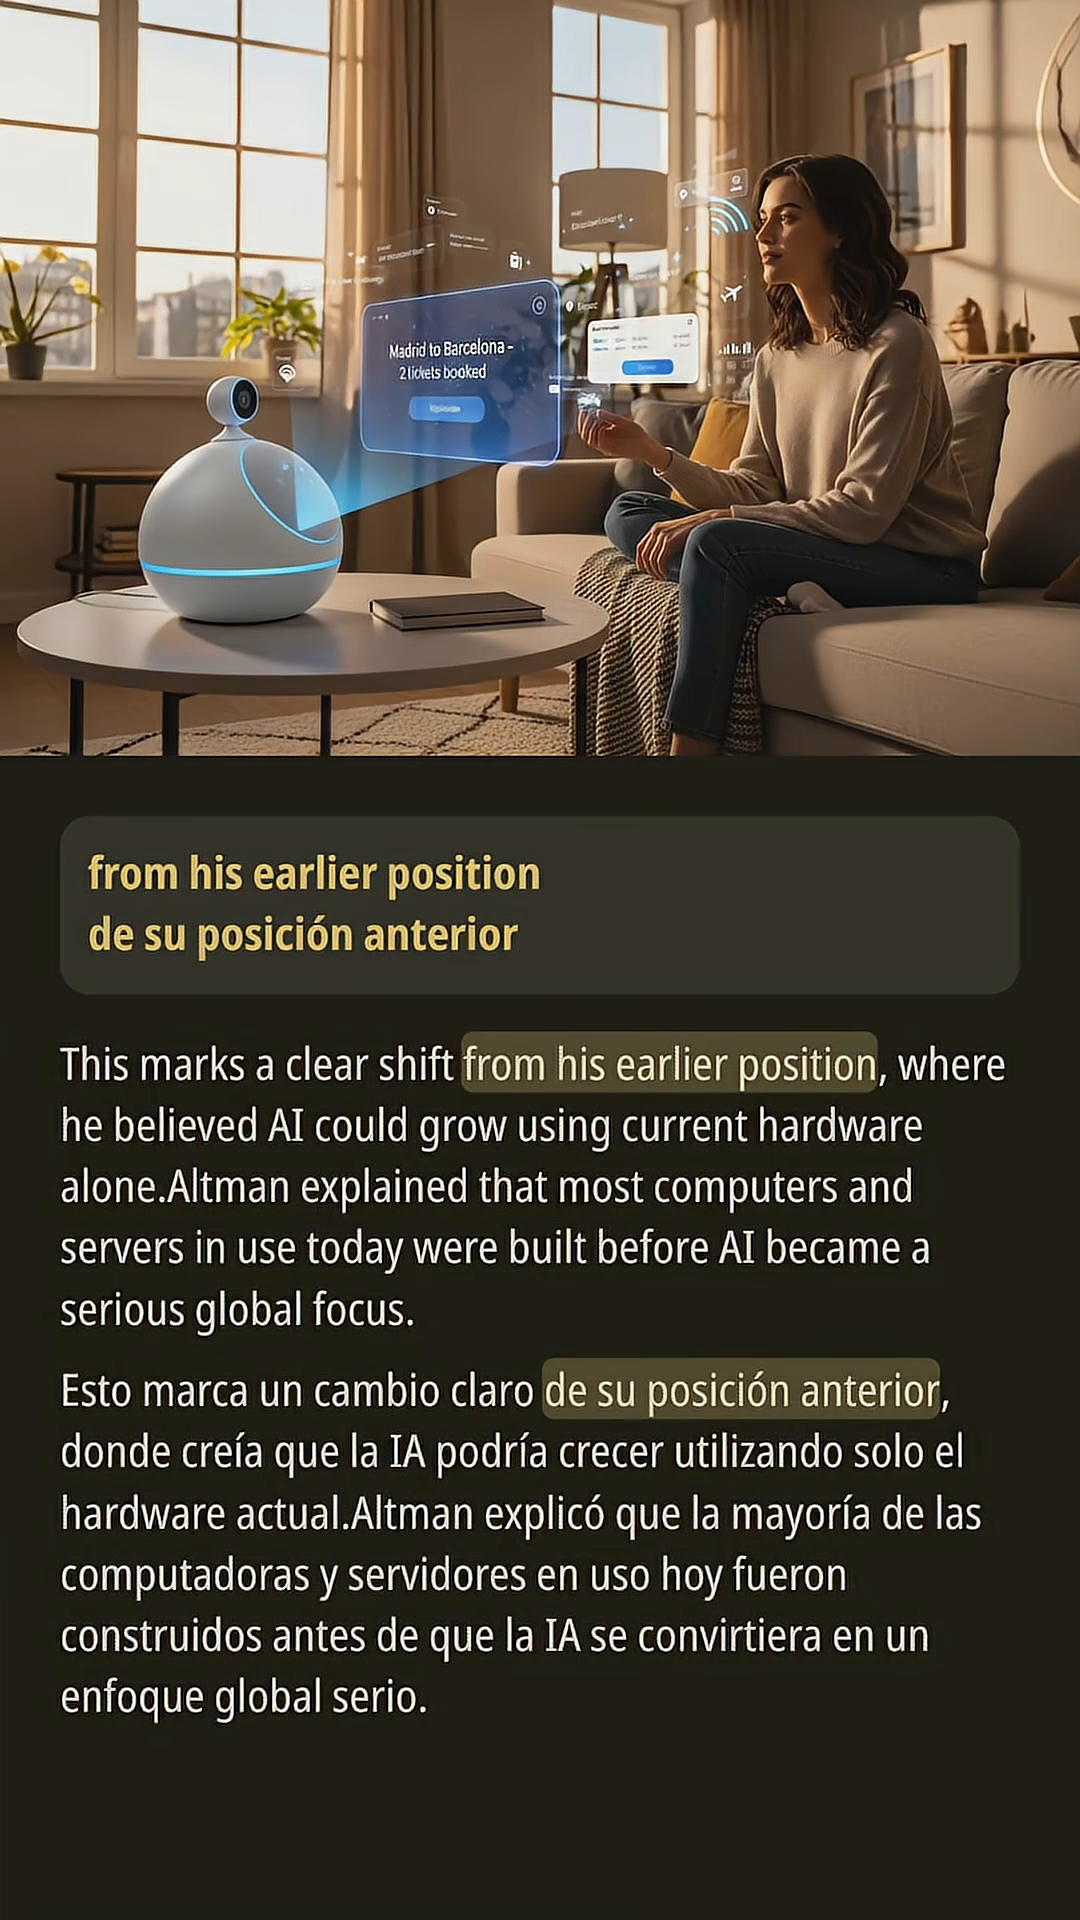 Madrid to Barcelona -
2 tickets booked
from his earlier position
de su posición anterior
This marks a clear shift from his earlier position, where
he believed AI could grow using current hardware
alone.Altman explained that most computers and
servers in use today were built before AI became a
serious global focus.
Esto marca un cambio claro de su posición anterior,
donde creía que la IA podría crecer utilizando solo el
hardware actual.Altman explicó que la mayoría de las
computadoras y servidores en uso hoy fueron
construidos antes de que la IA se convirtiera en un
enfoque global serio.